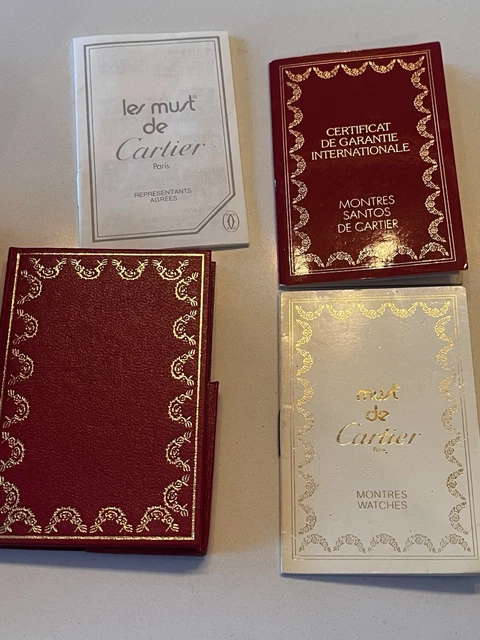 les must
de
Cartier
Paris
REPRESENTANTS
AGREES
CERTIFICAT
DE GARANTIE
INTERNATIONALE
MONTRES
SANTOS
DE CARTIER
must
de
Cartier
Paris
MONTRES
WATCHES